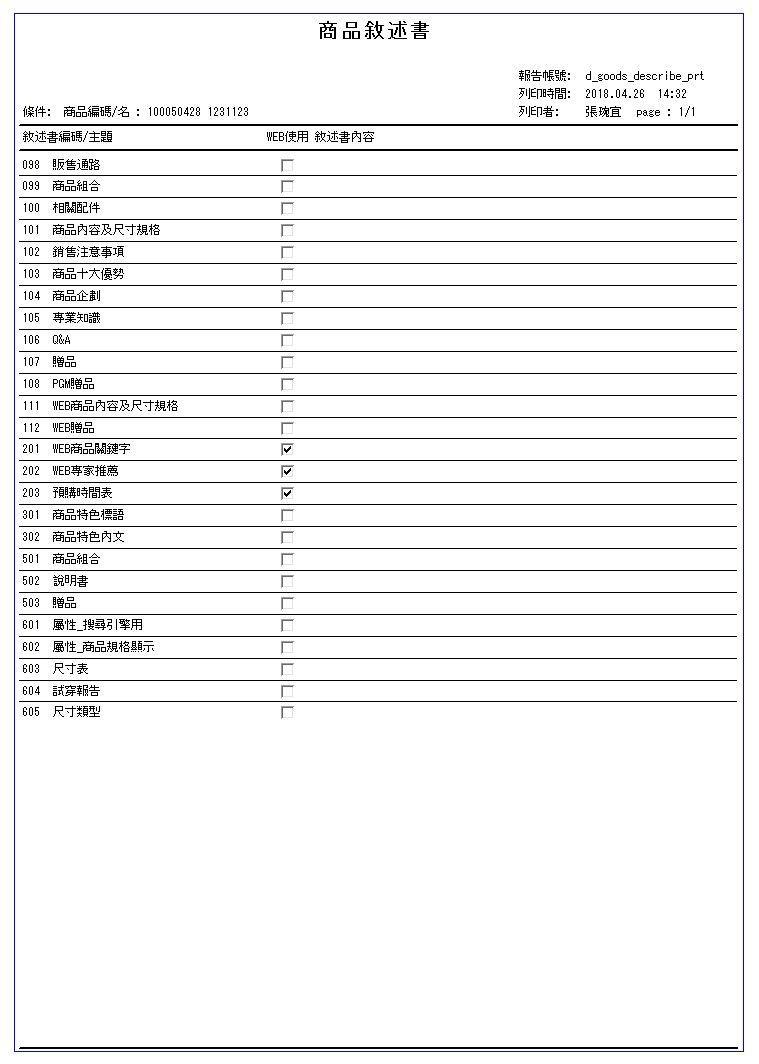 商品敘述書
報告帳號: d_goods_describe_prt
列印時間: 2018.04.26 14:32
條件: 商品編碼/名 : 100050428 1231123 列印者: 張瑰宜 page : 1/1
敘述書編碼/主題 WEB使用 敘述書內容
098 販售通路
099 商品組合
100 相關配件
101 商品內容及尺寸規格
102 銷售注意事項
103 商品十大優勢
104 商品企劃
105 專業知識
106 Q&A
107 贈品
108 PGM贈品
111 WEB商品內容及尺寸規格
112 WEB贈品
201 WEB商品關鍵字
202 WEB專家推薦
203 預購時間表
301 商品特色標語
302 商品特色內文
501 商品組合
502 說明書
503 贈品
601 屬性_搜尋引擎用
602 屬性_商品規格顯示
603 尺寸表
604 試穿報告
605 尺寸類型